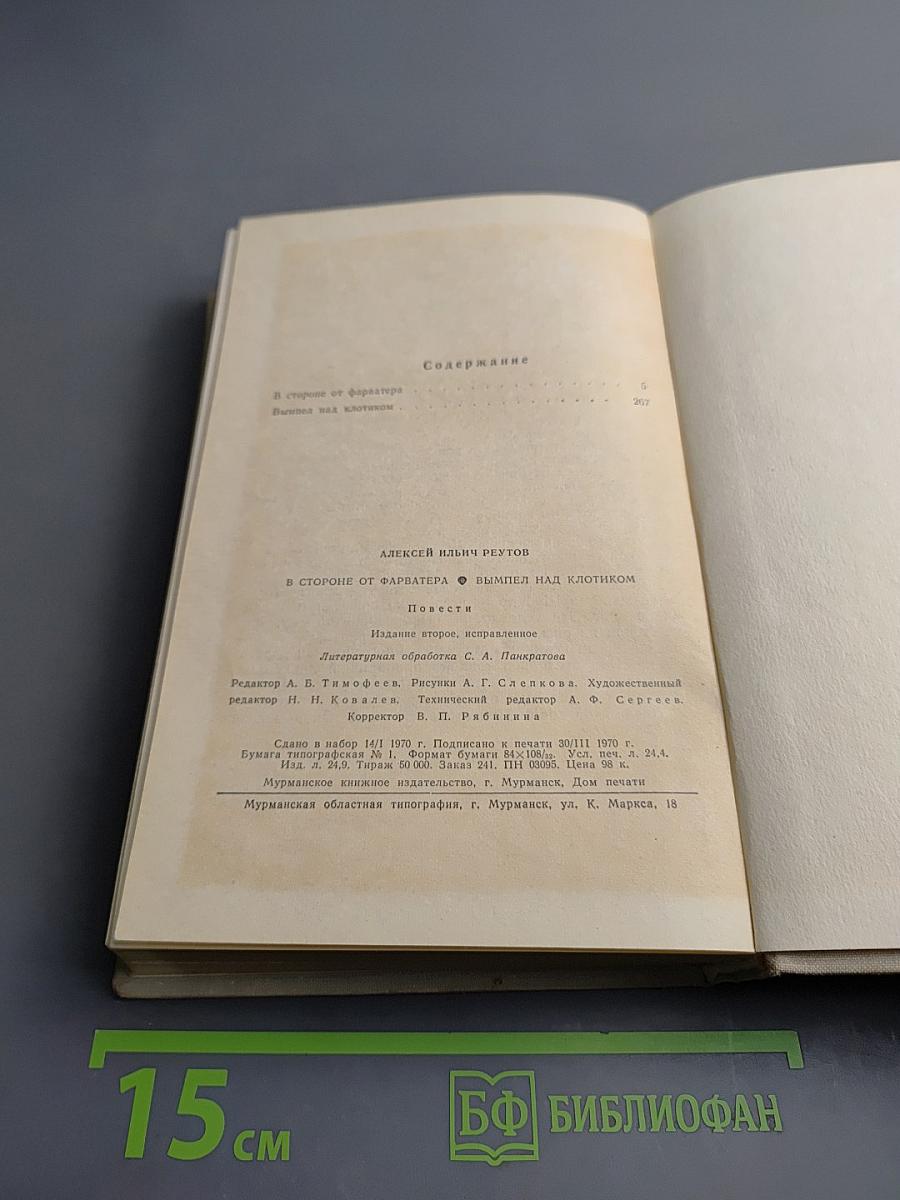 Содержание
В стороне от фарватера . . . . . . . . . . . . . . 5
Вымпел над клотиком . . . . . . . . . . . . . . 267
АЛЕКСЕЙ ИЛЬИЧ РЕУТОВ
В СТОРОНЕ ОТ ФАРВАТЕРА ● ВЫМПЕЛ НАД КЛОТИКОМ
Повести
Издание второе, исправленное
Литературная обработка С. А. Панкратова
Редактор А. Б. Тимофеев. Рисунки А. Г. Слепкова. Художественный
редактор Н. Н. Ковалев. Технический редактор А. Ф. Сергеев.
Корректор В. П. Рябинина
Сдано в набор 14/I 1970 г. Подписано к печати 30/III 1970 г.
Бумага типографская № 1. Формат бумаги 84×108/32. Усл. печ. л. 24,4.
Изд. л. 24,9. Тираж 50 000. Заказ 241. ПН 03095. Цена 98 к.
Мурманское книжное издательство, г. Мурманск, Дом печати
Мурманская областная типография, г. Мурманск, ул. К. Маркса, 18
15 см
БФ БИБЛИОФАН